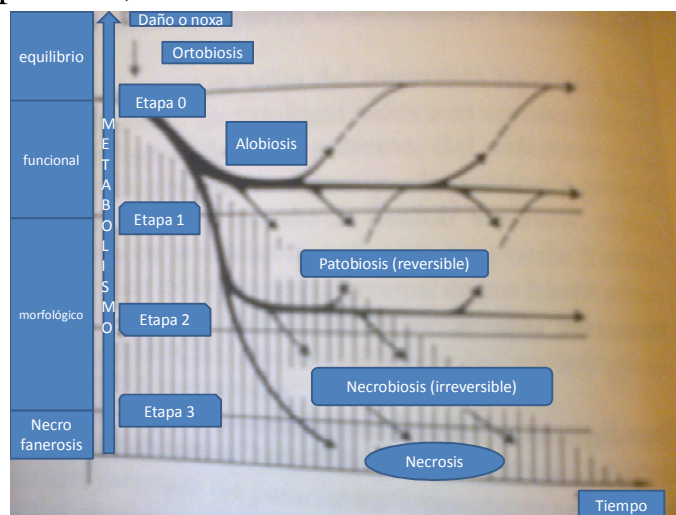 Daño o noxa
equilibrio
Ortobiosis
Etapa 0
METABOLISMO
funcional
Alobiosis
Etapa 1
Patobiosis (reversible)
morfológico
Etapa 2
Necrobiosis (irreversible)
Etapa 3
Necro
fanerosis
Necrosis
Tiempo